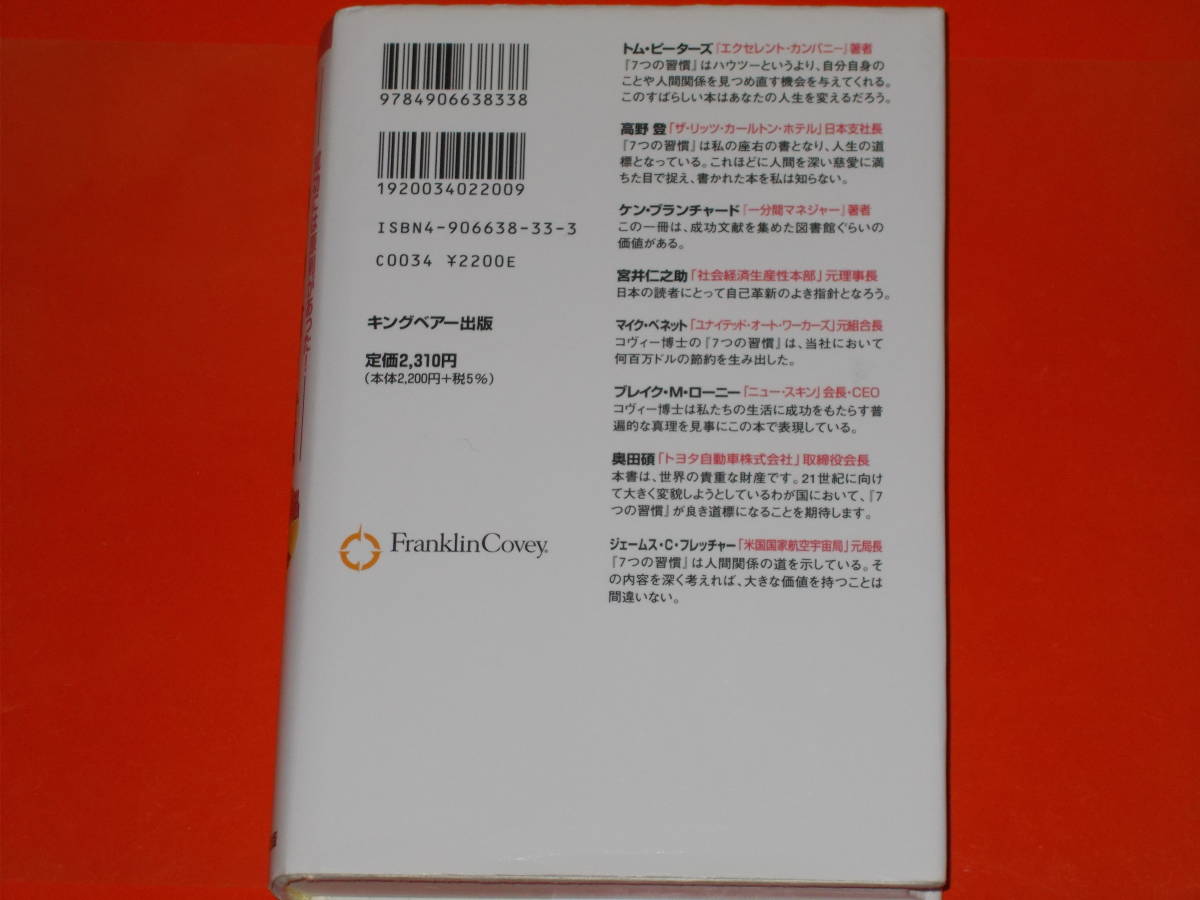 9784906638338
1920034022009
ISBN4-906638-33-3
C0034 ¥2200E
キングベアー出版
定価2,310円
(本体2,200円+税5%)
FranklinCovey®
トム・ピーターズ『エクセレント・カンパニー』著者
『7つの習慣』はハウツーというより、自分自身の
ことや人間関係を見つめ直す機会を与えてくれる。
このすばらしい本はあなたの人生を変えるだろう。
高野 登「ザ・リッツ・カールトン・ホテル」日本支社長
『7つの習慣』は私の座右の書となり、人生の道
標となっている。これほどに人間を深い慈愛に満
ちた目で捉え、書かれた本を私は知らない。
ケン・ブランチャード『一分間マネジャー』著者
この一冊は、成功文献を集めた図書館ぐらいの
価値がある。
宮井仁之助「社会経済生産性本部」元理事長
日本の読者にとって自己革新のよき指針となろう。
マイク・ベネット「ユナイテッド・オート・ワーカーズ」元組合長
コヴィー博士の『7つの習慣』は、当社において
何百万ドルの節約を生み出した。
ブレイク・M・ローニー「ニュー・スキン」会長・CEO
コヴィー博士は私たちの生活に成功をもたらす普
遍的な真理を見事にこの本で表現している。
奥田碩「トヨタ自動車株式会社」取締役会長
本書は、世界の貴重な財産です。21世紀に向け
て大きく変貌しようとしているわが国において、『7
つの習慣』が良き道標になることを期待します。
ジェームス・C・フレッチャー「米国国家航空宇宙局」元局長
『7つの習慣』は人間関係の道を示している。そ
の内容を深く考えれば、大きな価値を持つことは
間違いない。